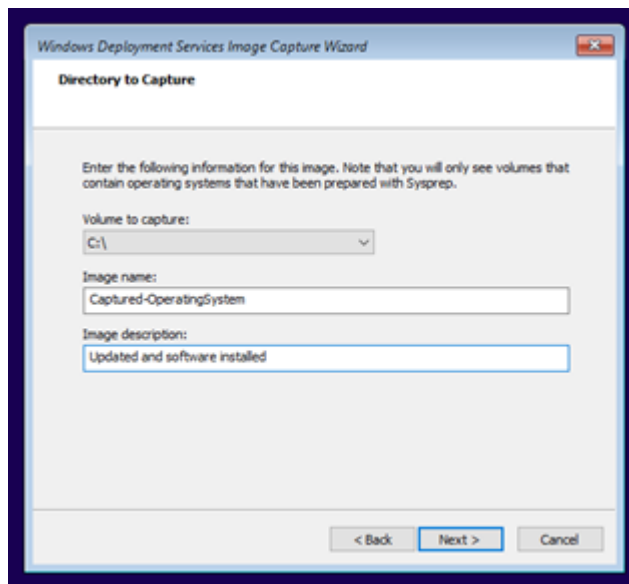 Windows Deployment Services Image Capture Wizard
Directory to Capture
Enter the following information for this image. Note that you will only see volumes that
contain operating systems that have been prepared with Sysprep.
Volume to capture:
C:\
Image name:
Captured-OperatingSystem
Image description:
Updated and software installed
< Back Next > Cancel